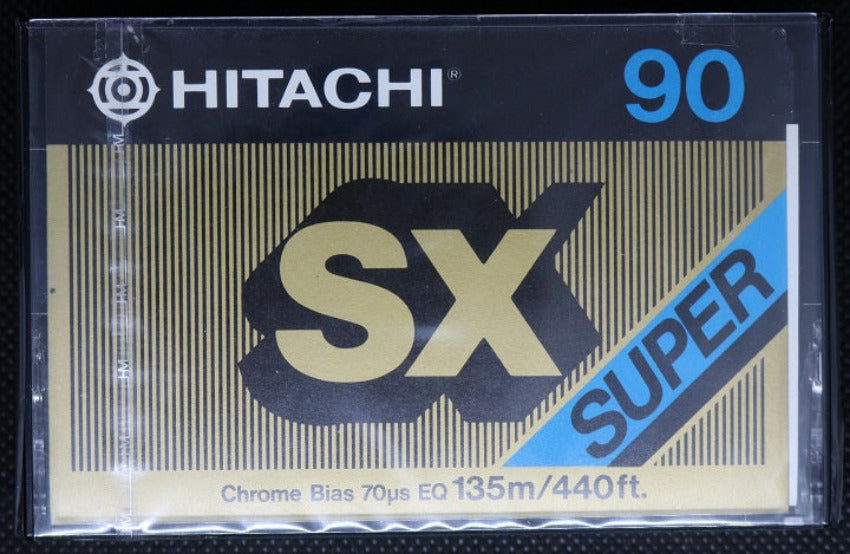 HITACHI® 90
SX
SUPER
Chrome Bias 70µs EQ 135m/440ft.